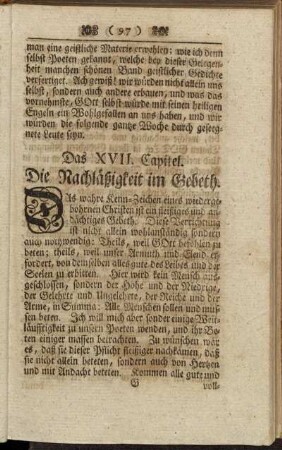 (97)
man eine geistliche Materie erwehlen: wie ich denn
selbst Poeten gekannt, welche bey dieser Gelegen-
heit manchen schönen Band geistlicher Gedichte
verfertiget. Ach gewiß! wir würden nicht allein uns
selbst, sondern auch andere erbauen, und was das
vornehmste, GOtt selbst würde mit seinen heiligen
Engeln ein Wohlgefallen an uns haben, und wir
würden die folgende gantze Woche durch geseg-
nete Leute seyn.
Das XVII. Capitel.
Die Nachläßigkeit im Gebeth.
DAs wahre Kenn-Zeichen eines wiederge-
bohrnen Christen ist ein fleißiges und an-
dächtiges Gebeth. Diese Verrichtung
ist nicht allein wohlanständig sondern
auch nothwendig: Theils, weil GOtt befohlen zu
beten; theils, weil unser Armuth und Elend er-
fordert, von demselben alles gute des Leibes und der
Seelen zu erbitten. Hier wird kein Mensch aus-
geschlossen, sondern der Hohe und der Niedrige,
der Gelehrte und Ungelehrte, der Reiche und der
Arme, in Summa: Alle Menschen sollen und müs-
sen beten. Ich will mich aber sonder einige Weit-
läufftigkeit zu unsern Poeten wenden, und ihr Be-
ten einiger massen betrachten. Zu wünschen wär
es, daß sie dieser Pflicht fleißiger nachkämen, daß
sie nicht allein beteten, sondern auch von Hertzen
und mit Andacht beteten. Kommen alle gute und
G voll-